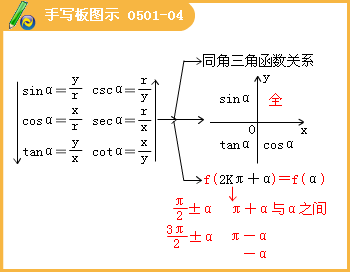 手写板图示 0501-04
同角三角函数关系
sinα=y/r cscα=r/y
cosα=x/r secα=r/x
tanα=y/x cotα=x/y
y
sinα 全
O x
tanα cosα
f(2Kπ+α)=f(α)
π/2±α π+α与α之间
3π/2±α π-α
-α